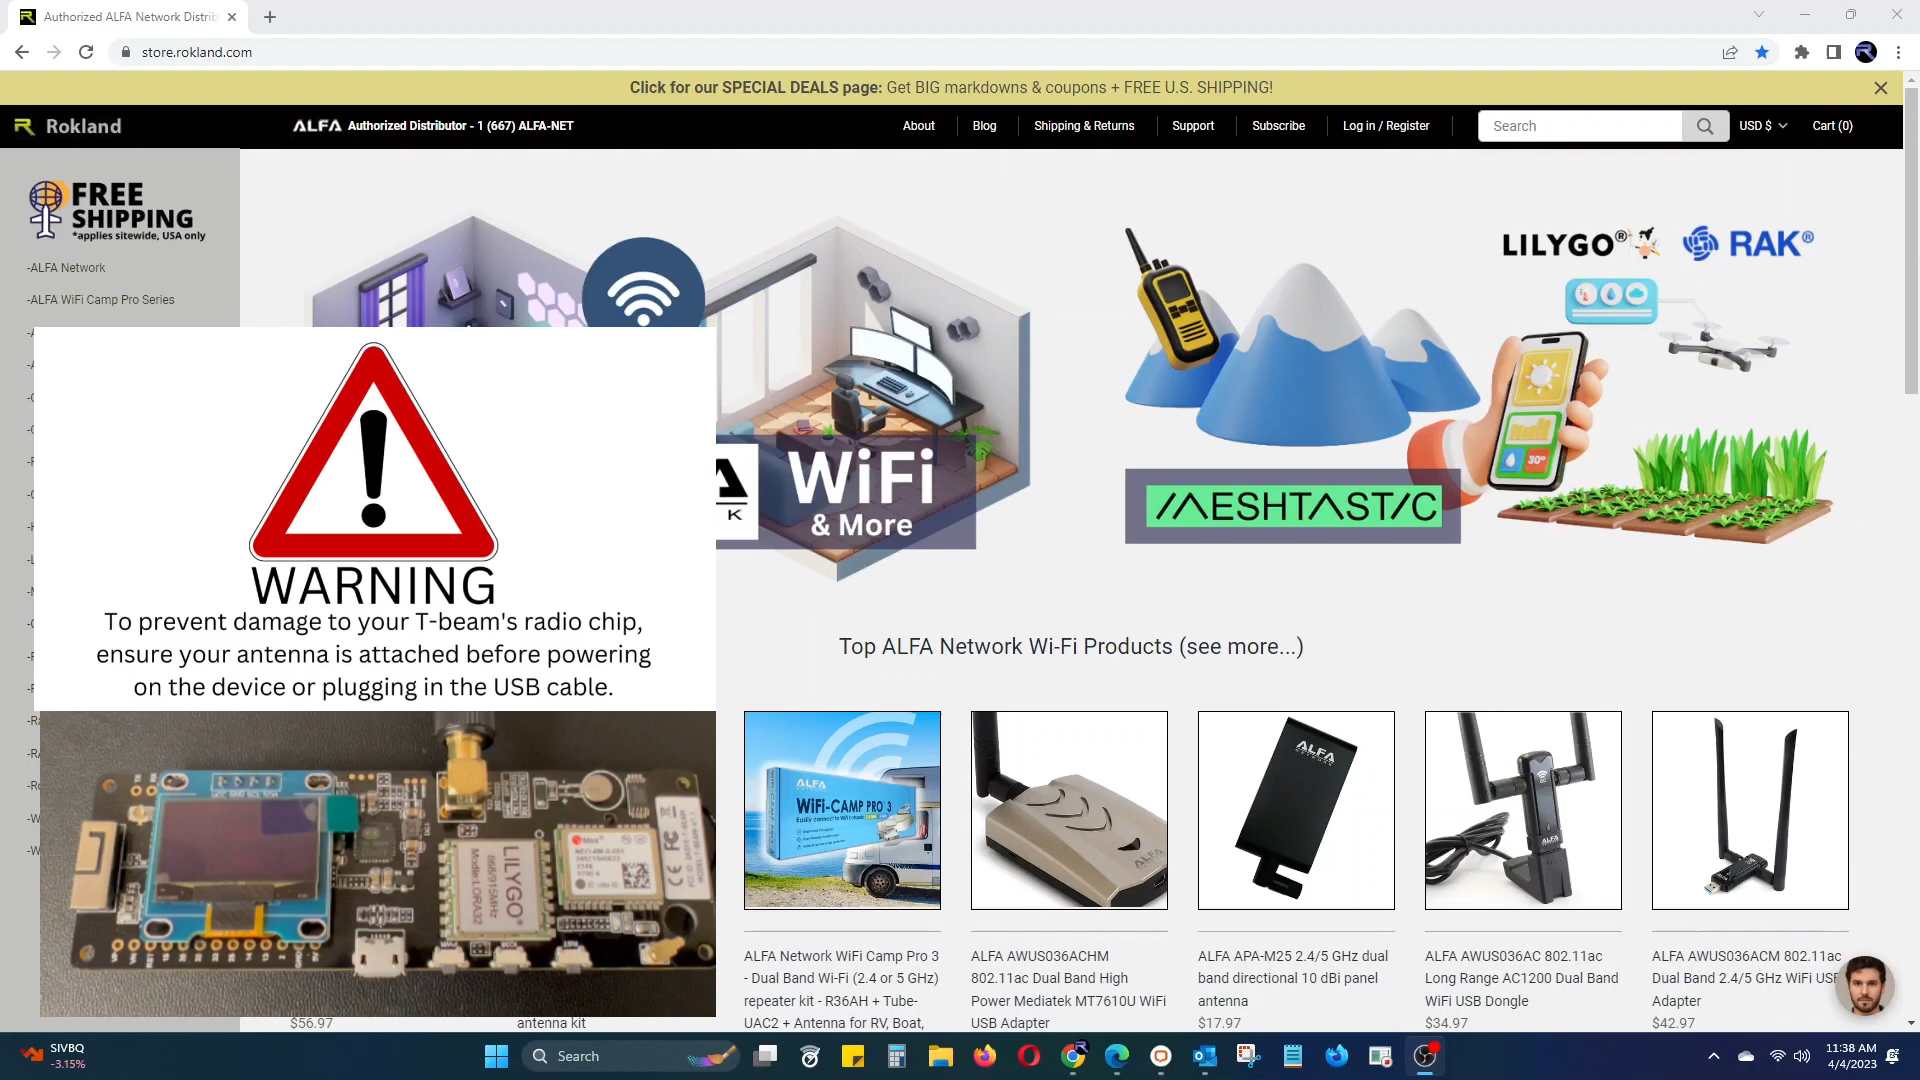 Authorized ALFA Network Distrib
store.rokland.com
Click for our SPECIAL DEALS page: Get BIG markdowns & coupons + FREE U.S. SHIPPING!
Rokland
ALFA Authorized Distributor - 1 (667) ALFA-NET
About
Blog
Shipping & Returns
Support
Subscribe
Log in / Register
Search
USD $
Cart (0)
FREE
SHIPPING
*applies sitewide, USA only
-ALFA Network
-ALFA WiFi Camp Pro Series
LILYGO®
RAK®
30°
WiFi
& More
K
MESHTASTIC
WARNING
To prevent damage to your T-beam's radio chip,
ensure your antenna is attached before powering
on the device or plugging in the USB cable.
Top ALFA Network Wi-Fi Products (see more...)
LILYGO®
868/915MHz
FC
ALFA
WiFi-CAMP PRO 3
ALFA
ALFA
NETWORK
ALFA
ALFA Network WiFi Camp Pro 3
- Dual Band Wi-Fi (2.4 or 5 GHz)
repeater kit - R36AH + Tube-
UAC2 + Antenna for RV, Boat,
ALFA AWUS036ACHM
802.11ac Dual Band High
Power Mediatek MT7610U WiFi
USB Adapter
ALFA APA-M25 2.4/5 GHz dual
band directional 10 dBi panel
antenna
$17.97
ALFA AWUS036AC 802.11ac
Long Range AC1200 Dual Band
WiFi USB Dongle
$34.97
ALFA AWUS036ACM 802.11ac
Dual Band 2.4/5 GHz WiFi USB
Adapter
$42.97
$56.97
antenna kit
SIVBQ
-3.15%
Search
11:38 AM
4/4/2023